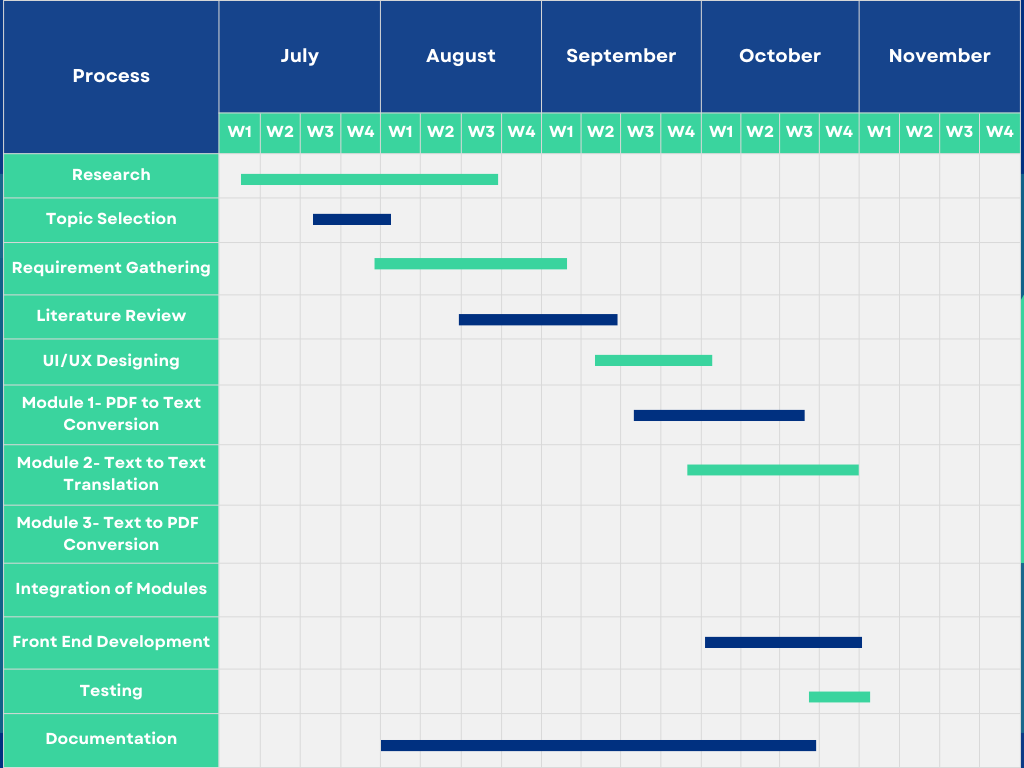 Process
July
August
September
October
November
W1 W2 W3 W4 W1 W2 W3 W4 W1 W2 W3 W4 W1 W2 W3 W4 W1 W2 W3 W4
Research
Topic Selection
Requirement Gathering
Literature Review
UI/UX Designing
Module 1- PDF to Text
Conversion
Module 2- Text to Text
Translation
Module 3- Text to PDF
Conversion
Integration of Modules
Front End Development
Testing
Documentation